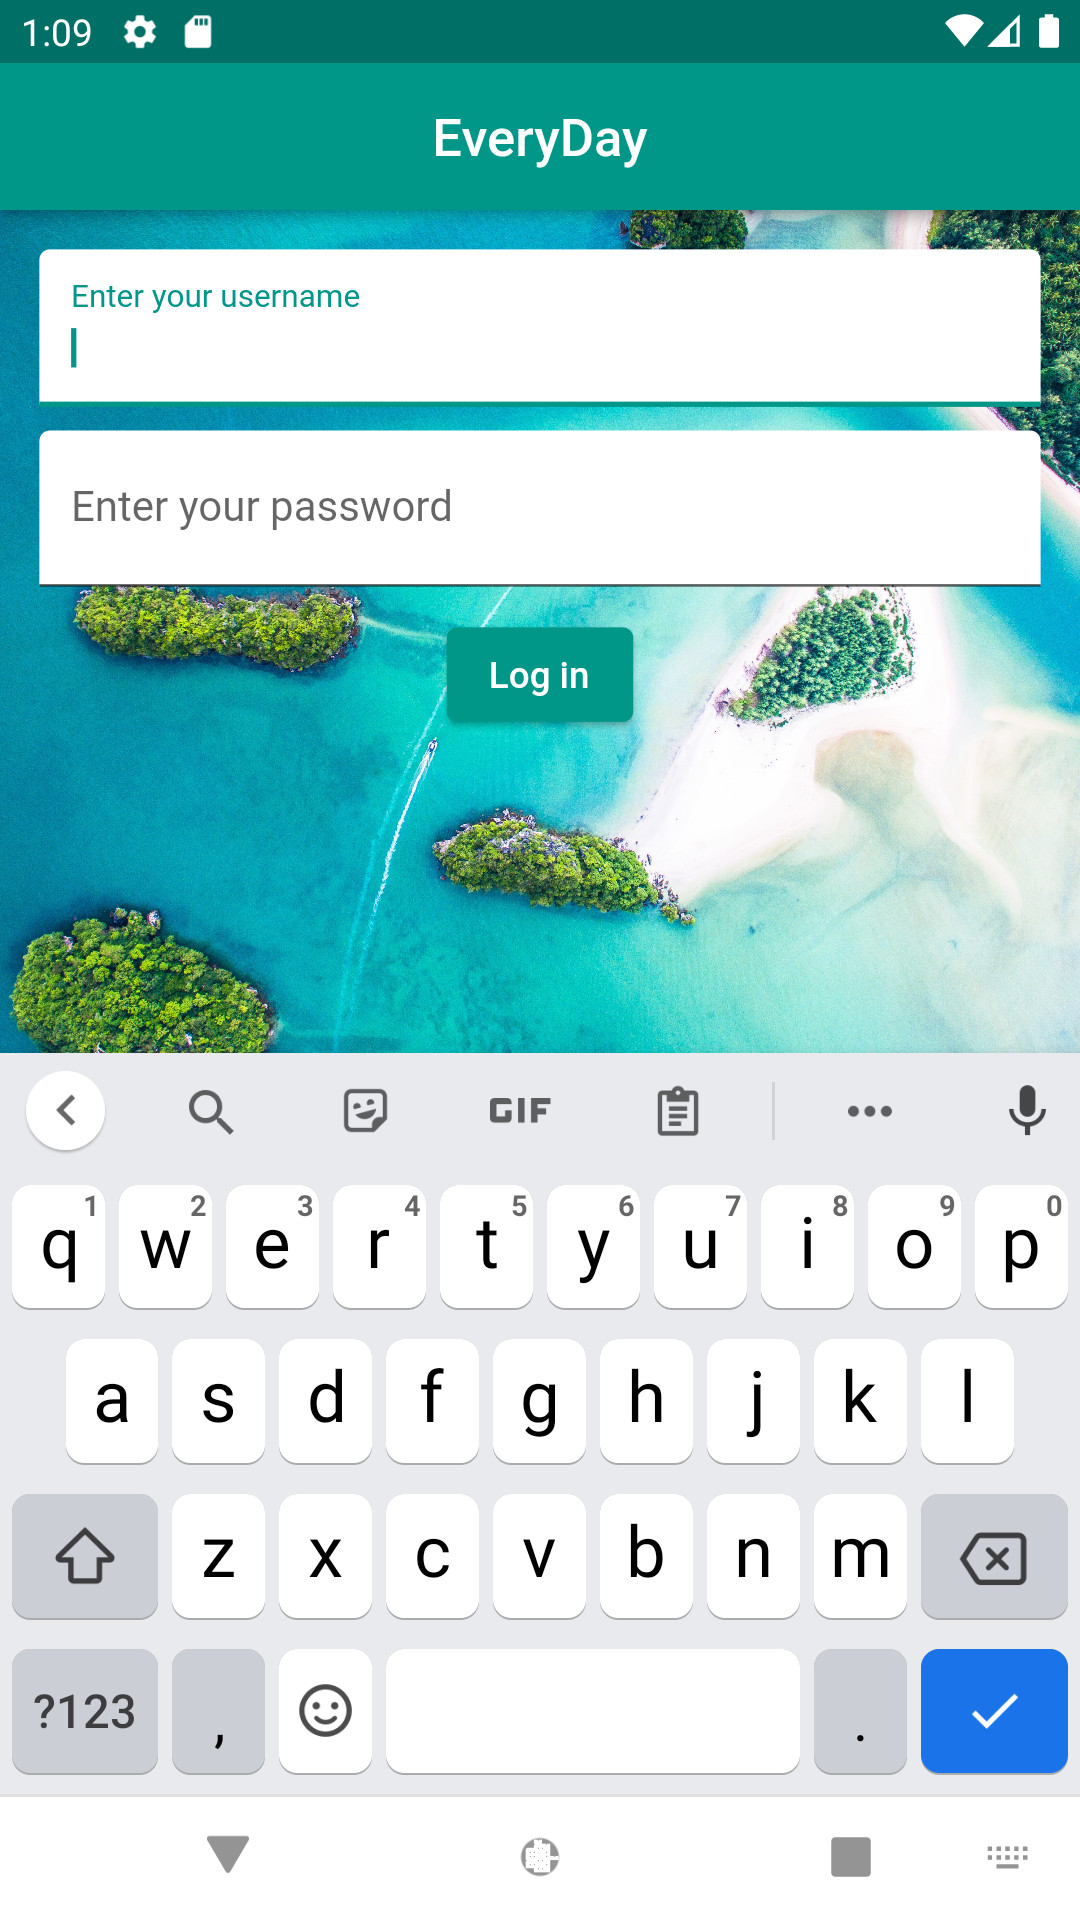 1:09
EveryDay
Enter your username
Enter your password
Log in
GIF
1 2 3 4 5 6 7 8 9 0
q w e r t y u i o p
a s d f g h j k l
z x c v b n m
?123 , .